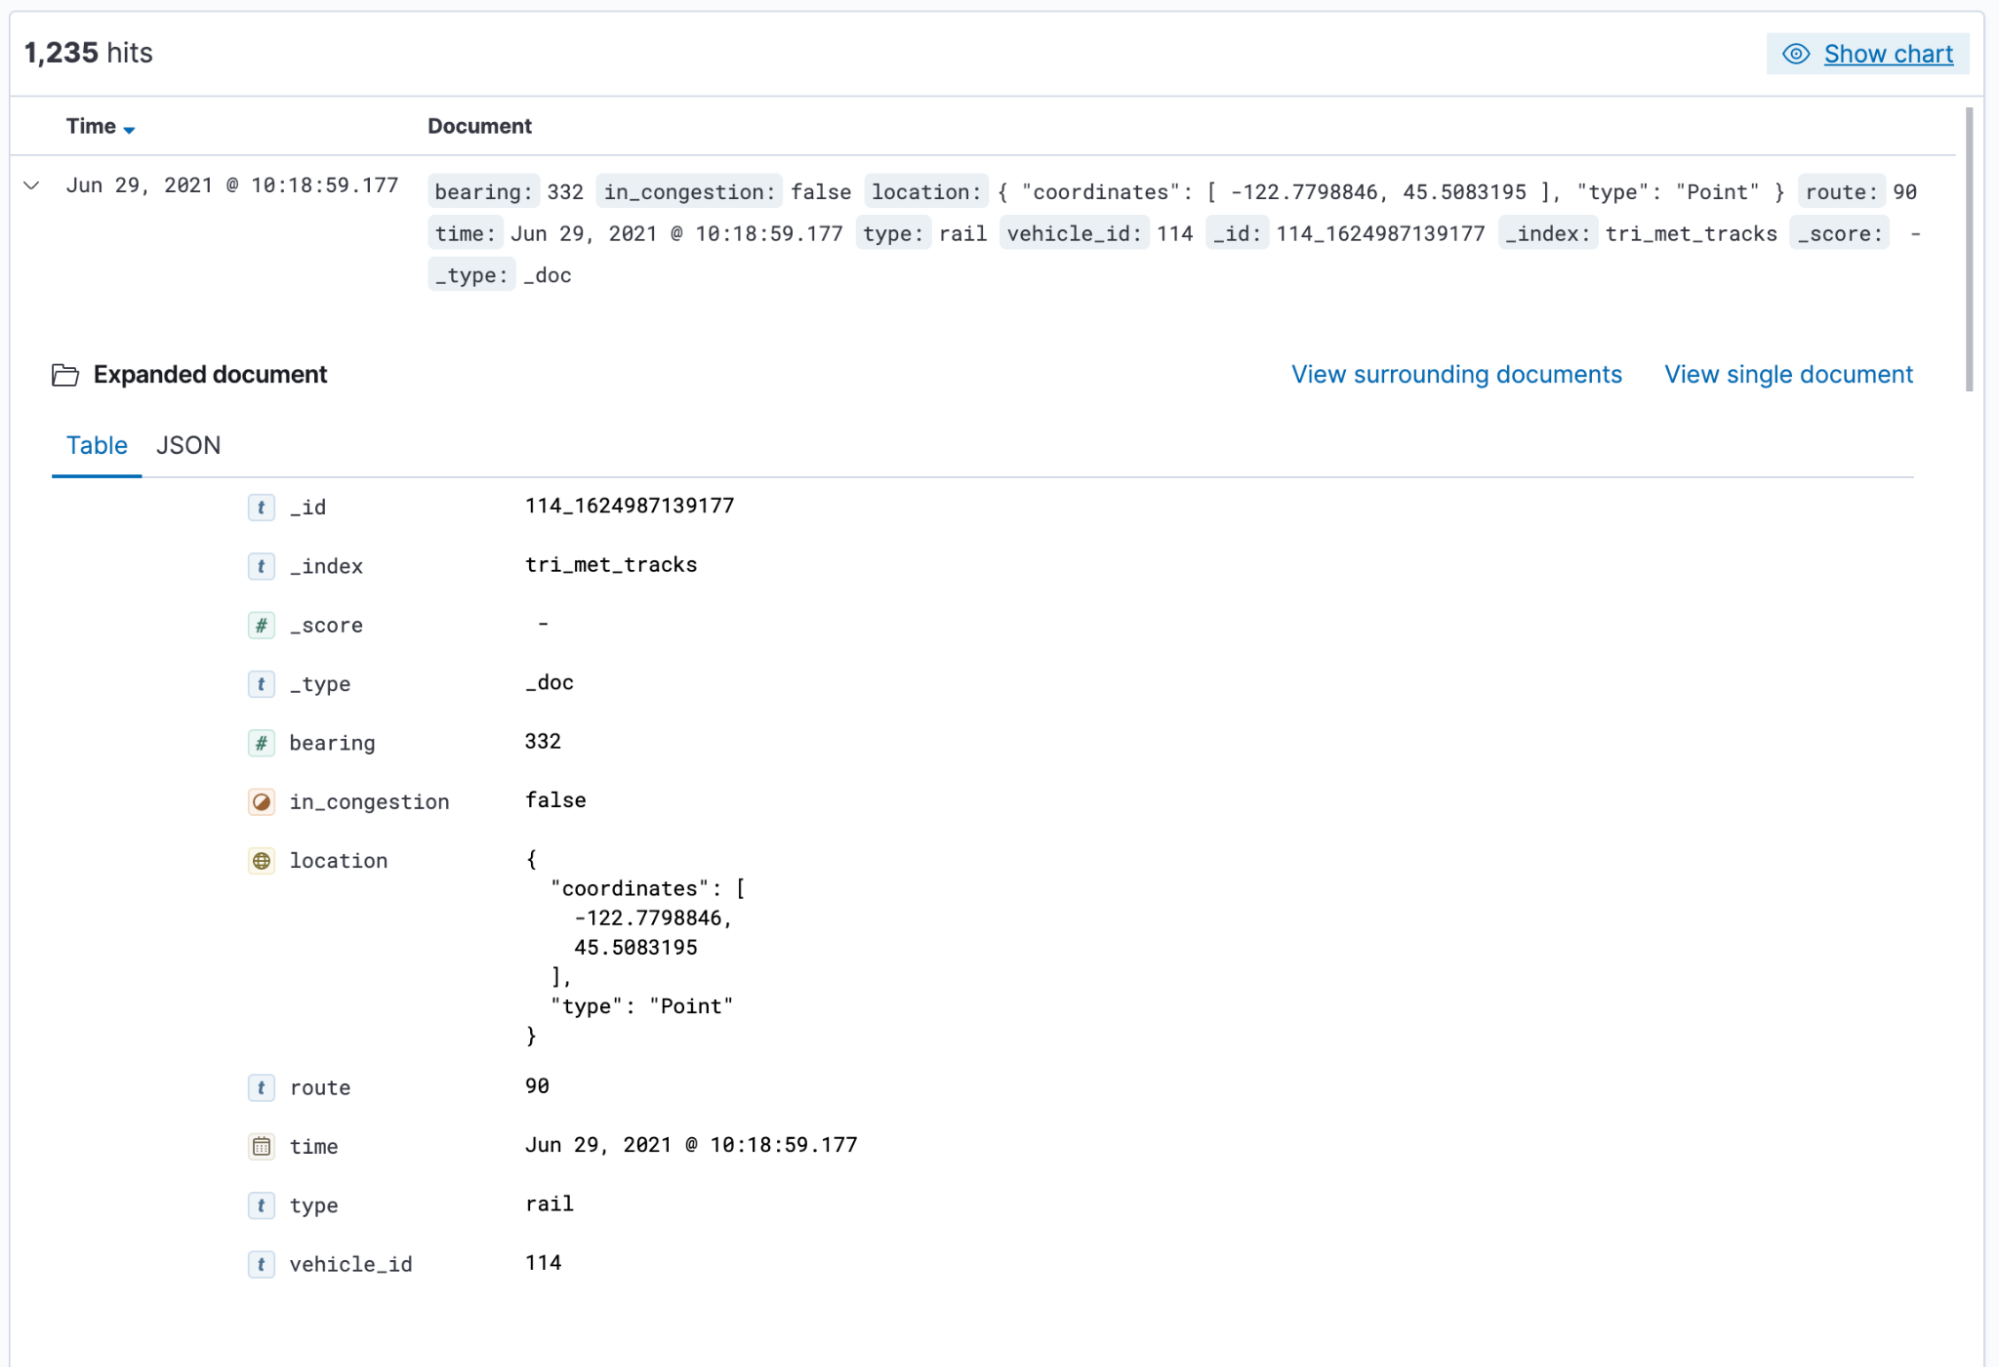 1,235 hits
Show chart
Time Document
Jun 29, 2021 @ 10:18:59.177 bearing: 332 in_congestion: false location: { "coordinates": [ -122.7798846, 45.5083195 ], "type": "Point" } route: 90
time: Jun 29, 2021 @ 10:18:59.177 type: rail vehicle_id: 114 _id: 114_1624987139177 _index: tri_met_tracks _score: -
_type: _doc
Expanded document View surrounding documents View single document
Table JSON
t _id 114_1624987139177
t _index tri_met_tracks
# _score -
t _type _doc
# bearing 332
in_congestion false
location {
"coordinates": [
-122.7798846,
45.5083195
],
"type": "Point"
}
t route 90
time Jun 29, 2021 @ 10:18:59.177
t type rail
t vehicle_id 114